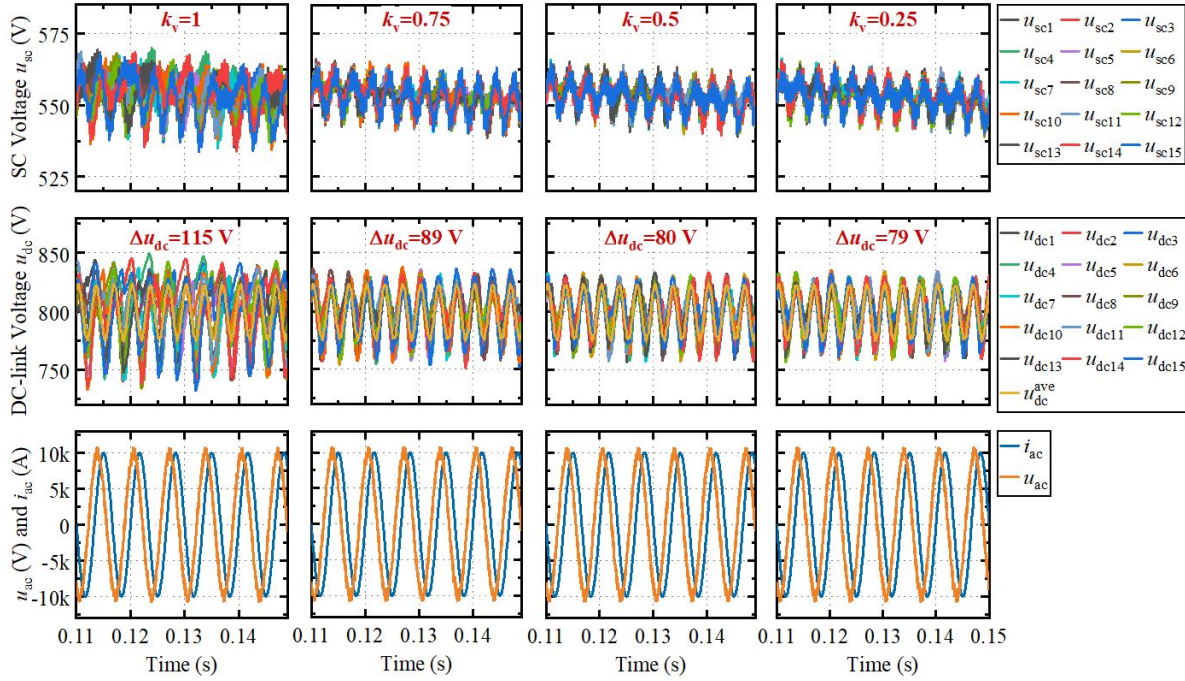 k_v=1
k_v=0.75
k_v=0.5
k_v=0.25
SC Voltage u_sc (V)
575
550
525
u_sc1 u_sc2 u_sc3
u_sc4 u_sc5 u_sc6
u_sc7 u_sc8 u_sc9
u_sc10 u_sc11 u_sc12
u_sc13 u_sc14 u_sc15
DC-link Voltage u_dc (V)
850
800
750
Δu_dc=115 V
Δu_dc=89 V
Δu_dc=80 V
Δu_dc=79 V
u_dc1 u_dc2 u_dc3
u_dc4 u_dc5 u_dc6
u_dc7 u_dc8 u_dc9
u_dc10 u_dc11 u_dc12
u_dc13 u_dc14 u_dc15
u_dc^ave
u_ac (V) and i_ac (A)
10k
5k
0
-5k
-10k
i_ac
u_ac
0.11 0.12 0.13 0.14 0.11 0.12 0.13 0.14 0.11 0.12 0.13 0.14 0.11 0.12 0.13 0.14 0.15
Time (s) Time (s) Time (s) Time (s)